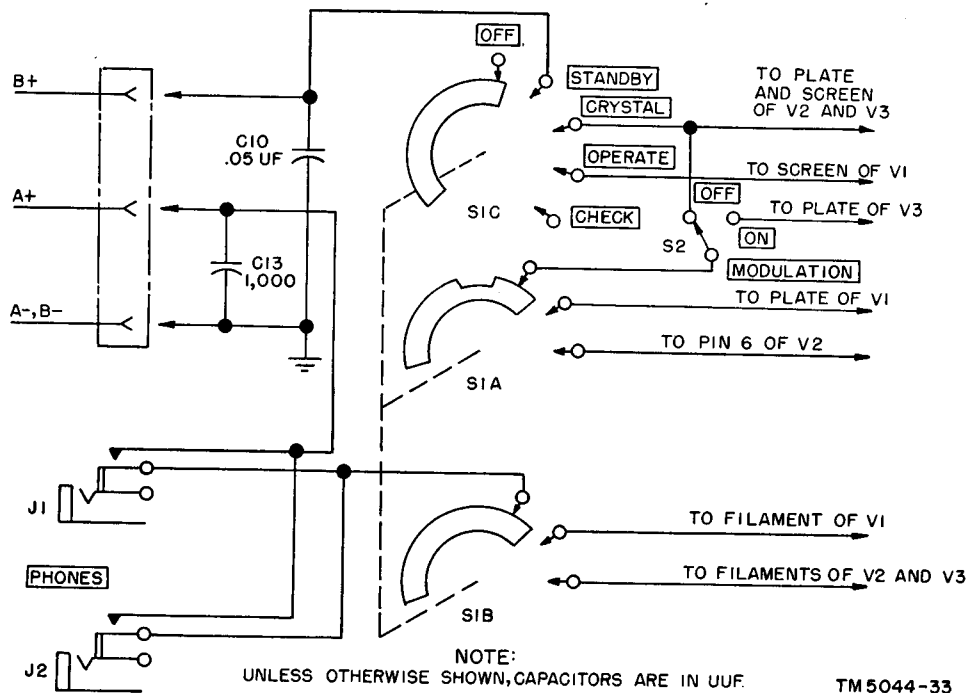 OFF
B+
STANDBY
TO PLATE
AND SCREEN
OF V2 AND V3
CRYSTAL
C10
.05 UF
OPERATE
TO SCREEN OF V1
A+
OFF
S1C
CHECK
TO PLATE OF V3
S2
ON
C13
1,000
MODULATION
TO PLATE OF V1
A-,B-
TO PIN 6 OF V2
S1A
J1
TO FILAMENT OF V1
PHONES
TO FILAMENTS OF V2 AND V3
S1B
J2
NOTE:
UNLESS OTHERWISE SHOWN, CAPACITORS ARE IN UUF.
TM5044-33